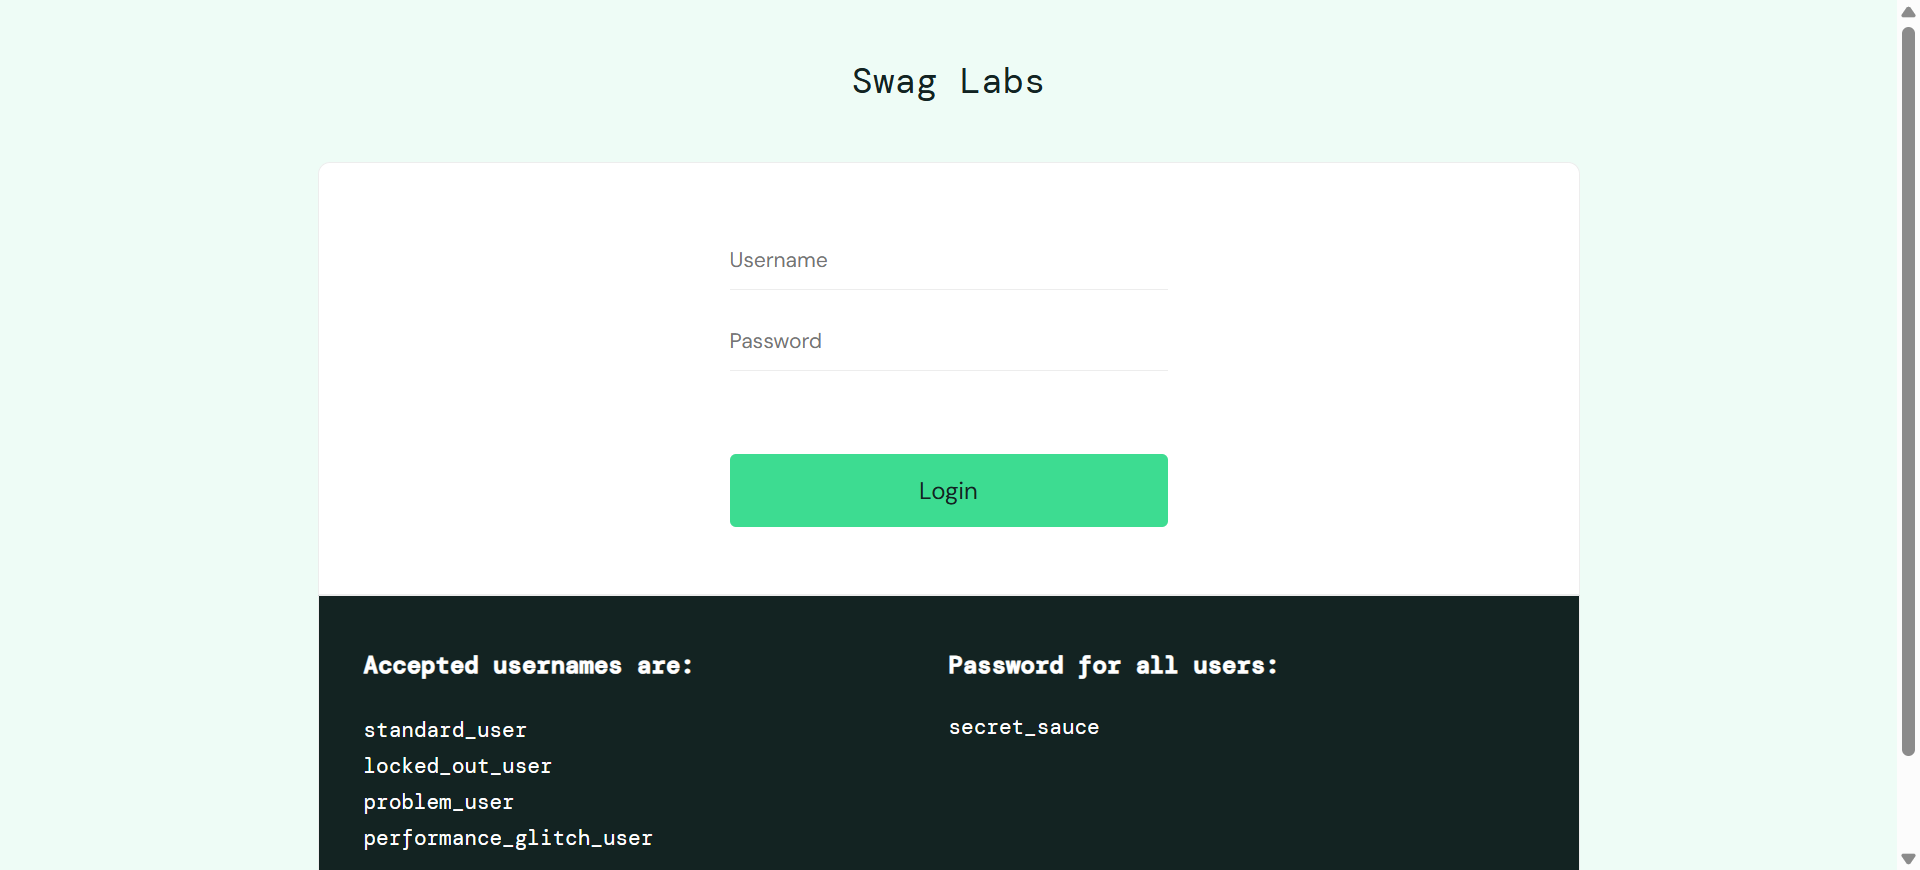 Swag Labs
Username
Password
Login
Accepted usernames are:
standard_user
locked_out_user
problem_user
performance_glitch_user
Password for all users:
secret_sauce